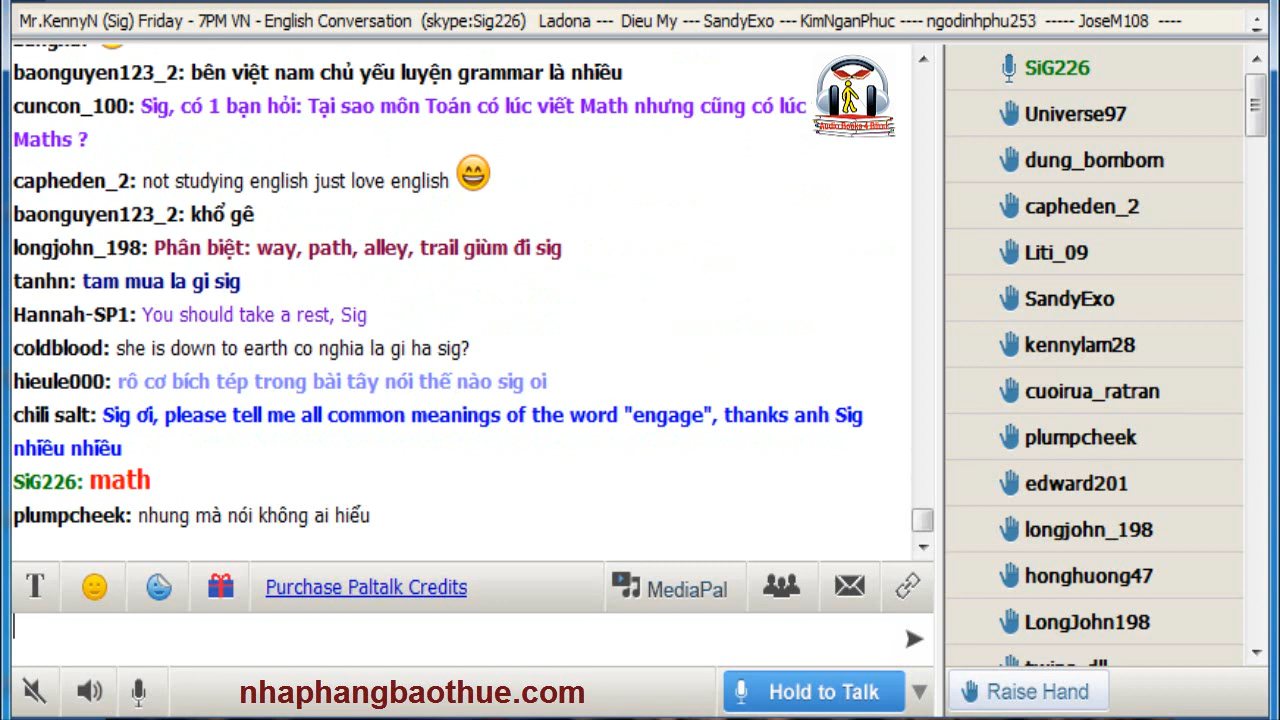 Mr.KennyN (Sig) Friday - 7PM VN - English Conversation (skype:Sig226) Ladona --- Dieu My --- SandyExo --- KimNganPhuc ---- ngodinhphu253 ----- JoseM108 ----
baonguyen123_2: bên việt nam chủ yếu luyện grammar là nhiều
cuncon_100: Sig, có 1 bạn hỏi: Tại sao môn Toán có lúc viết Math nhưng cũng có lúc
Maths ?
capheden_2: not studying english just love english
baonguyen123_2: khổ gê
longjohn_198: Phân biệt: way, path, alley, trail giùm đi sig
tanhn: tam mua la gi sig
Hannah-SP1: You should take a rest, Sig
coldblood: she is down to earth co nghia la gi ha sig?
hieule000: rô cơ bích tép trong bài tây nói thế nào sig oi
chili salt: Sig ơi, please tell me all common meanings of the word "engage", thanks anh Sig
nhiều nhiều
SiG226: math
plumpcheek: nhung mà nói không ai hiểu
T
Purchase Paltalk Credits
MediaPal
nhaphangbaothue.com
Hold to Talk
SiG226
Universe97
dung_bomborn
capheden_2
Liti_09
SandyExo
kennylam28
cuoirua_ratran
plumpcheek
edward201
longjohn_198
honghuong47
LongJohn198
Raise Hand